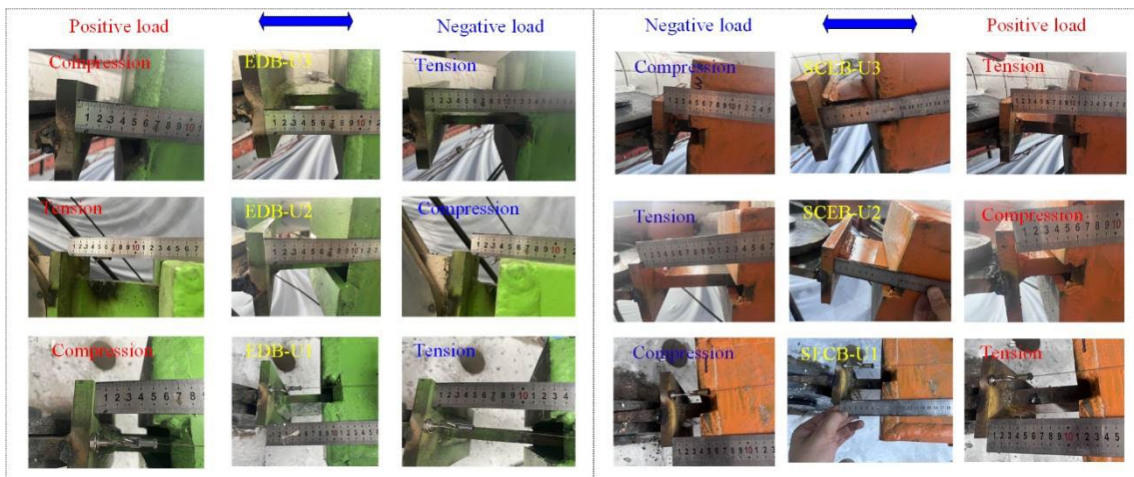 Positive load Negative load Negative load Positive load
Compression EDB-U3 Tension Compression SCEB-U3 Tension
Tension EDB-U2 Compression Tension SCEB-U2 Compression
Compression EDB-U1 Tension Compression SFCB-U1 Tension